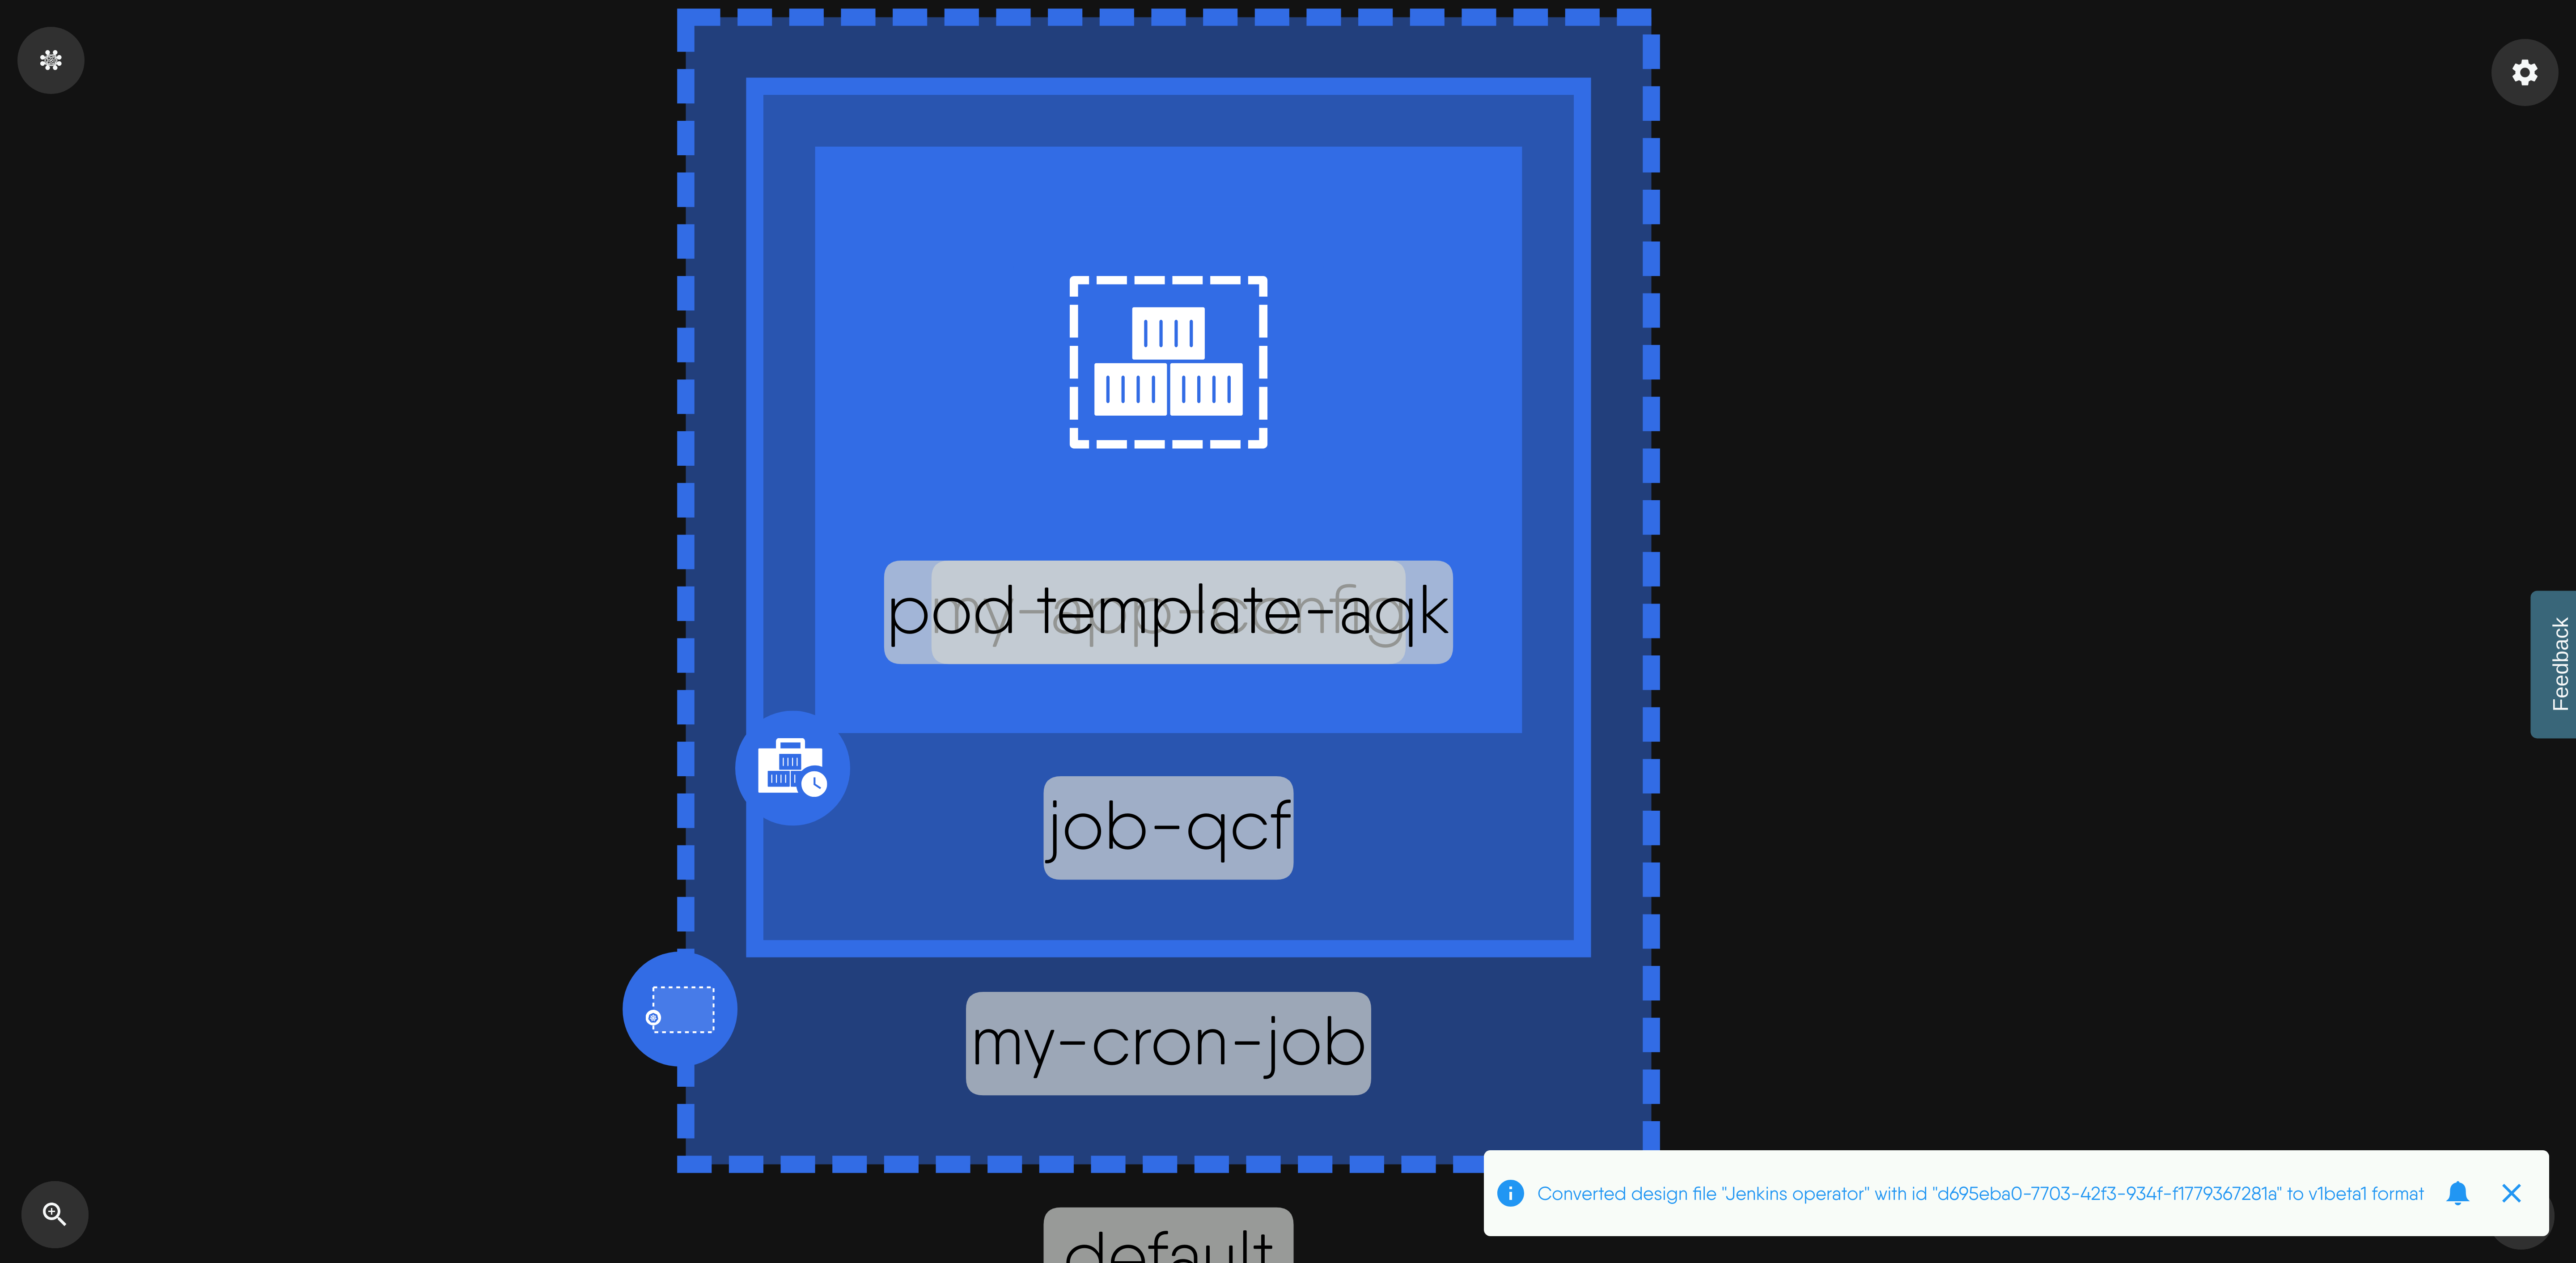 pod-template-agk
my-app-config
job-qcf
my-cron-job
default
Feedback
Converted design file "Jenkins operator" with id "d695eba0-7703-42f3-934f-f1779367281a" to v1beta1 format